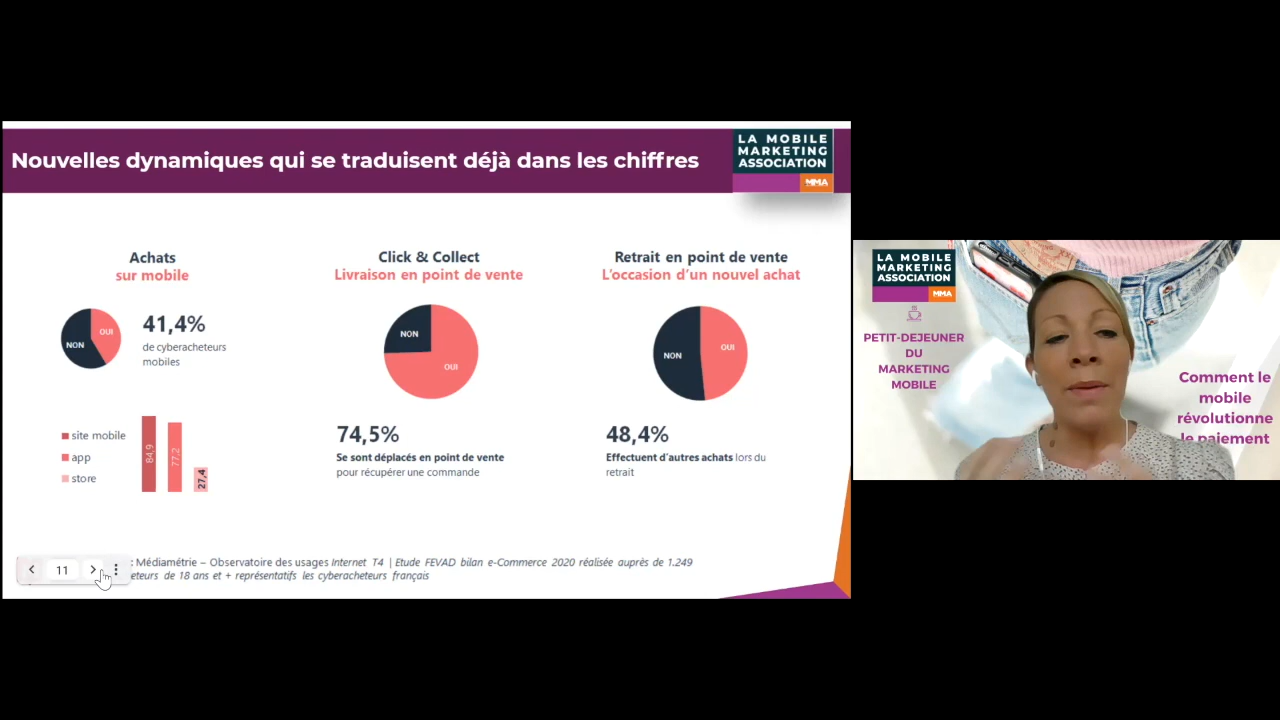 Nouvelles dynamiques qui se traduisent déjà dans les chiffres
LA MOBILE
MARKETING
ASSOCIATION
MMA
Achats
sur mobile
OUI
NON
41,4%
de cyberacheteurs
mobiles
site mobile
app
store
84,9
77,2
27,4
Click & Collect
Livraison en point de vente
NON
OUI
74,5%
Se sont déplacés en point de vente
pour récupérer une commande
Retrait en point de vente
L'occasion d'un nouvel achat
NON
OUI
48,4%
Effectuent d'autres achats lors du
retrait
: Médiamétrie – Observatoire des usages Internet T4 | Etude FEVAD bilan e-Commerce 2020 réalisée auprès de 1.249
eteurs de 18 ans et + représentatifs les cyberacheteurs français
11
LA MOBILE
MARKETING
ASSOCIATION
MMA
PETIT-DEJEUNER
DU
MARKETING
MOBILE
Comment le
mobile
révolutionne
le paiement